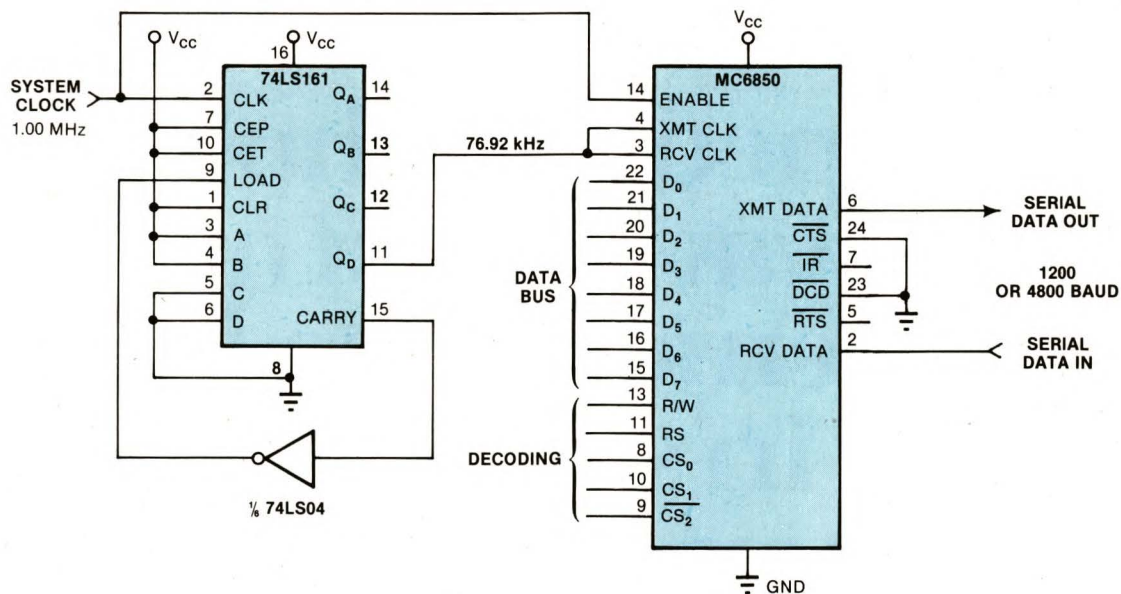 VCC
VCC
VCC
SYSTEM
CLOCK
1.00 MHz
16
74LS161
2 CLK
7 CEP
10 CET
9 LOAD
1 CLR
3 A
4 B
5 C
6 D
8
QA 14
QB 13
QC 12
QD 11
CARRY 15
⅙ 74LS04
76.92 kHz
MC6850
14 ENABLE
4 XMT CLK
3 RCV CLK
22 D0
21 D1
20 D2
19 D3
18 D4
17 D5
16 D6
15 D7
13 R/W
11 RS
8 CS0
10 CS1
9 CS2
DATA
BUS
DECODING
XMT DATA 6
CTS 24
IR 7
DCD 23
RTS 5
RCV DATA 2
SERIAL
DATA OUT
1200
OR 4800 BAUD
SERIAL
DATA IN
GND